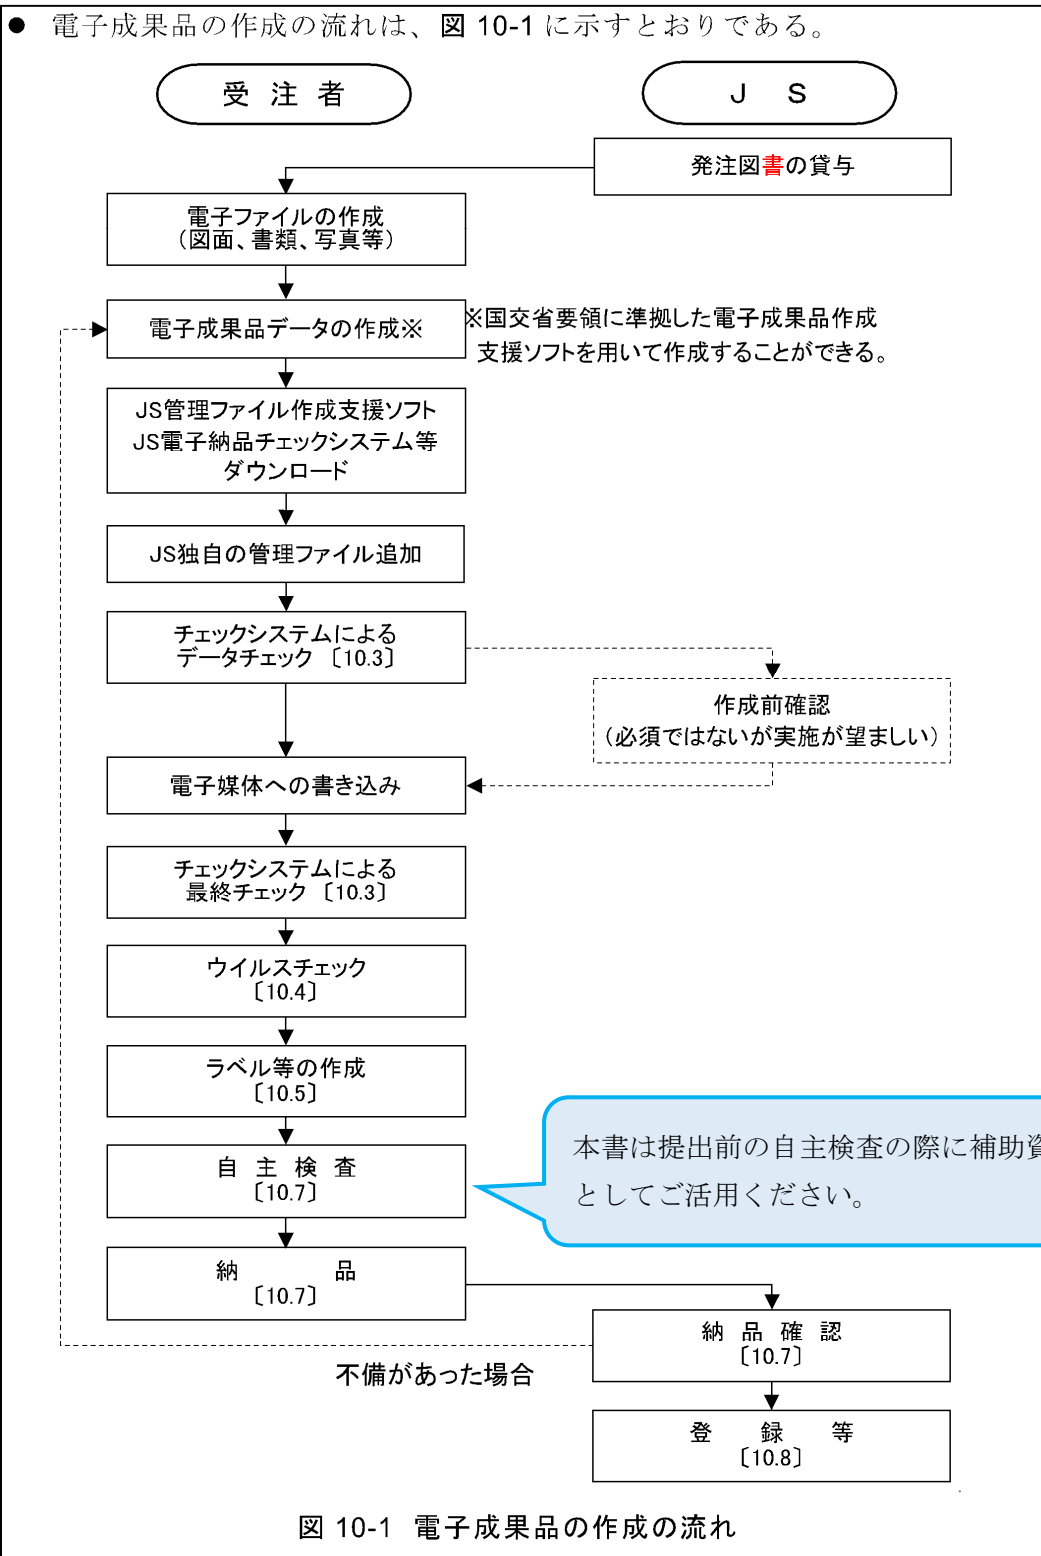 ● 電子成果品の作成の流れは、図 10-1 に示すとおりである。
受 注 者
J S
発注図書の貸与
電子ファイルの作成
(図面、書類、写真等)
電子成果品データの作成※
※国交省要領に準拠した電子成果品作成
支援ソフトを用いて作成することができる。
JS管理ファイル作成支援ソフト
JS電子納品チェックシステム等
ダウンロード
JS独自の管理ファイル追加
チェックシステムによる
データチェック 〔10.3〕
作成前確認
(必須ではないが実施が望ましい)
電子媒体への書き込み
チェックシステムによる
最終チェック 〔10.3〕
ウイルスチェック
〔10.4〕
ラベル等の作成
〔10.5〕
自 主 検 査
〔10.7〕
本書は提出前の自主検査の際に補助資
としてご活用ください。
納 品
〔10.7〕
納 品 確 認
〔10.7〕
不備があった場合
登 録 等
〔10.8〕
図 10-1 電子成果品の作成の流れ